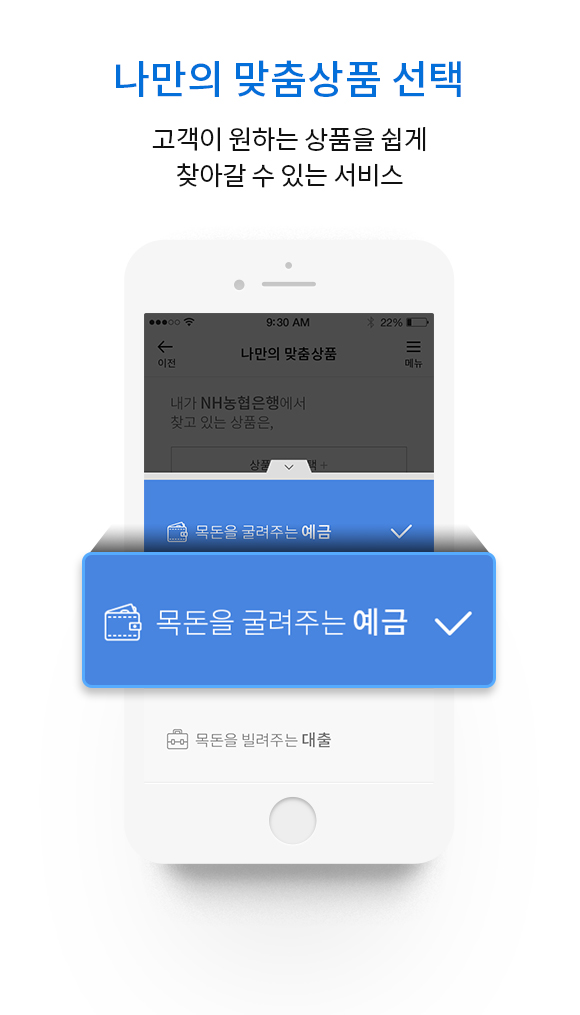 나만의 맞춤상품 선택
고객이 원하는 상품을 쉽게
찾아갈 수 있는 서비스
9:30 AM 22%
이전 나만의 맞춤상품 메뉴
내가 NH농협은행에서
찾고 있는 상품은,
목돈을 굴려주는 예금
목돈을 굴려주는 예금
목돈을 빌려주는 대출